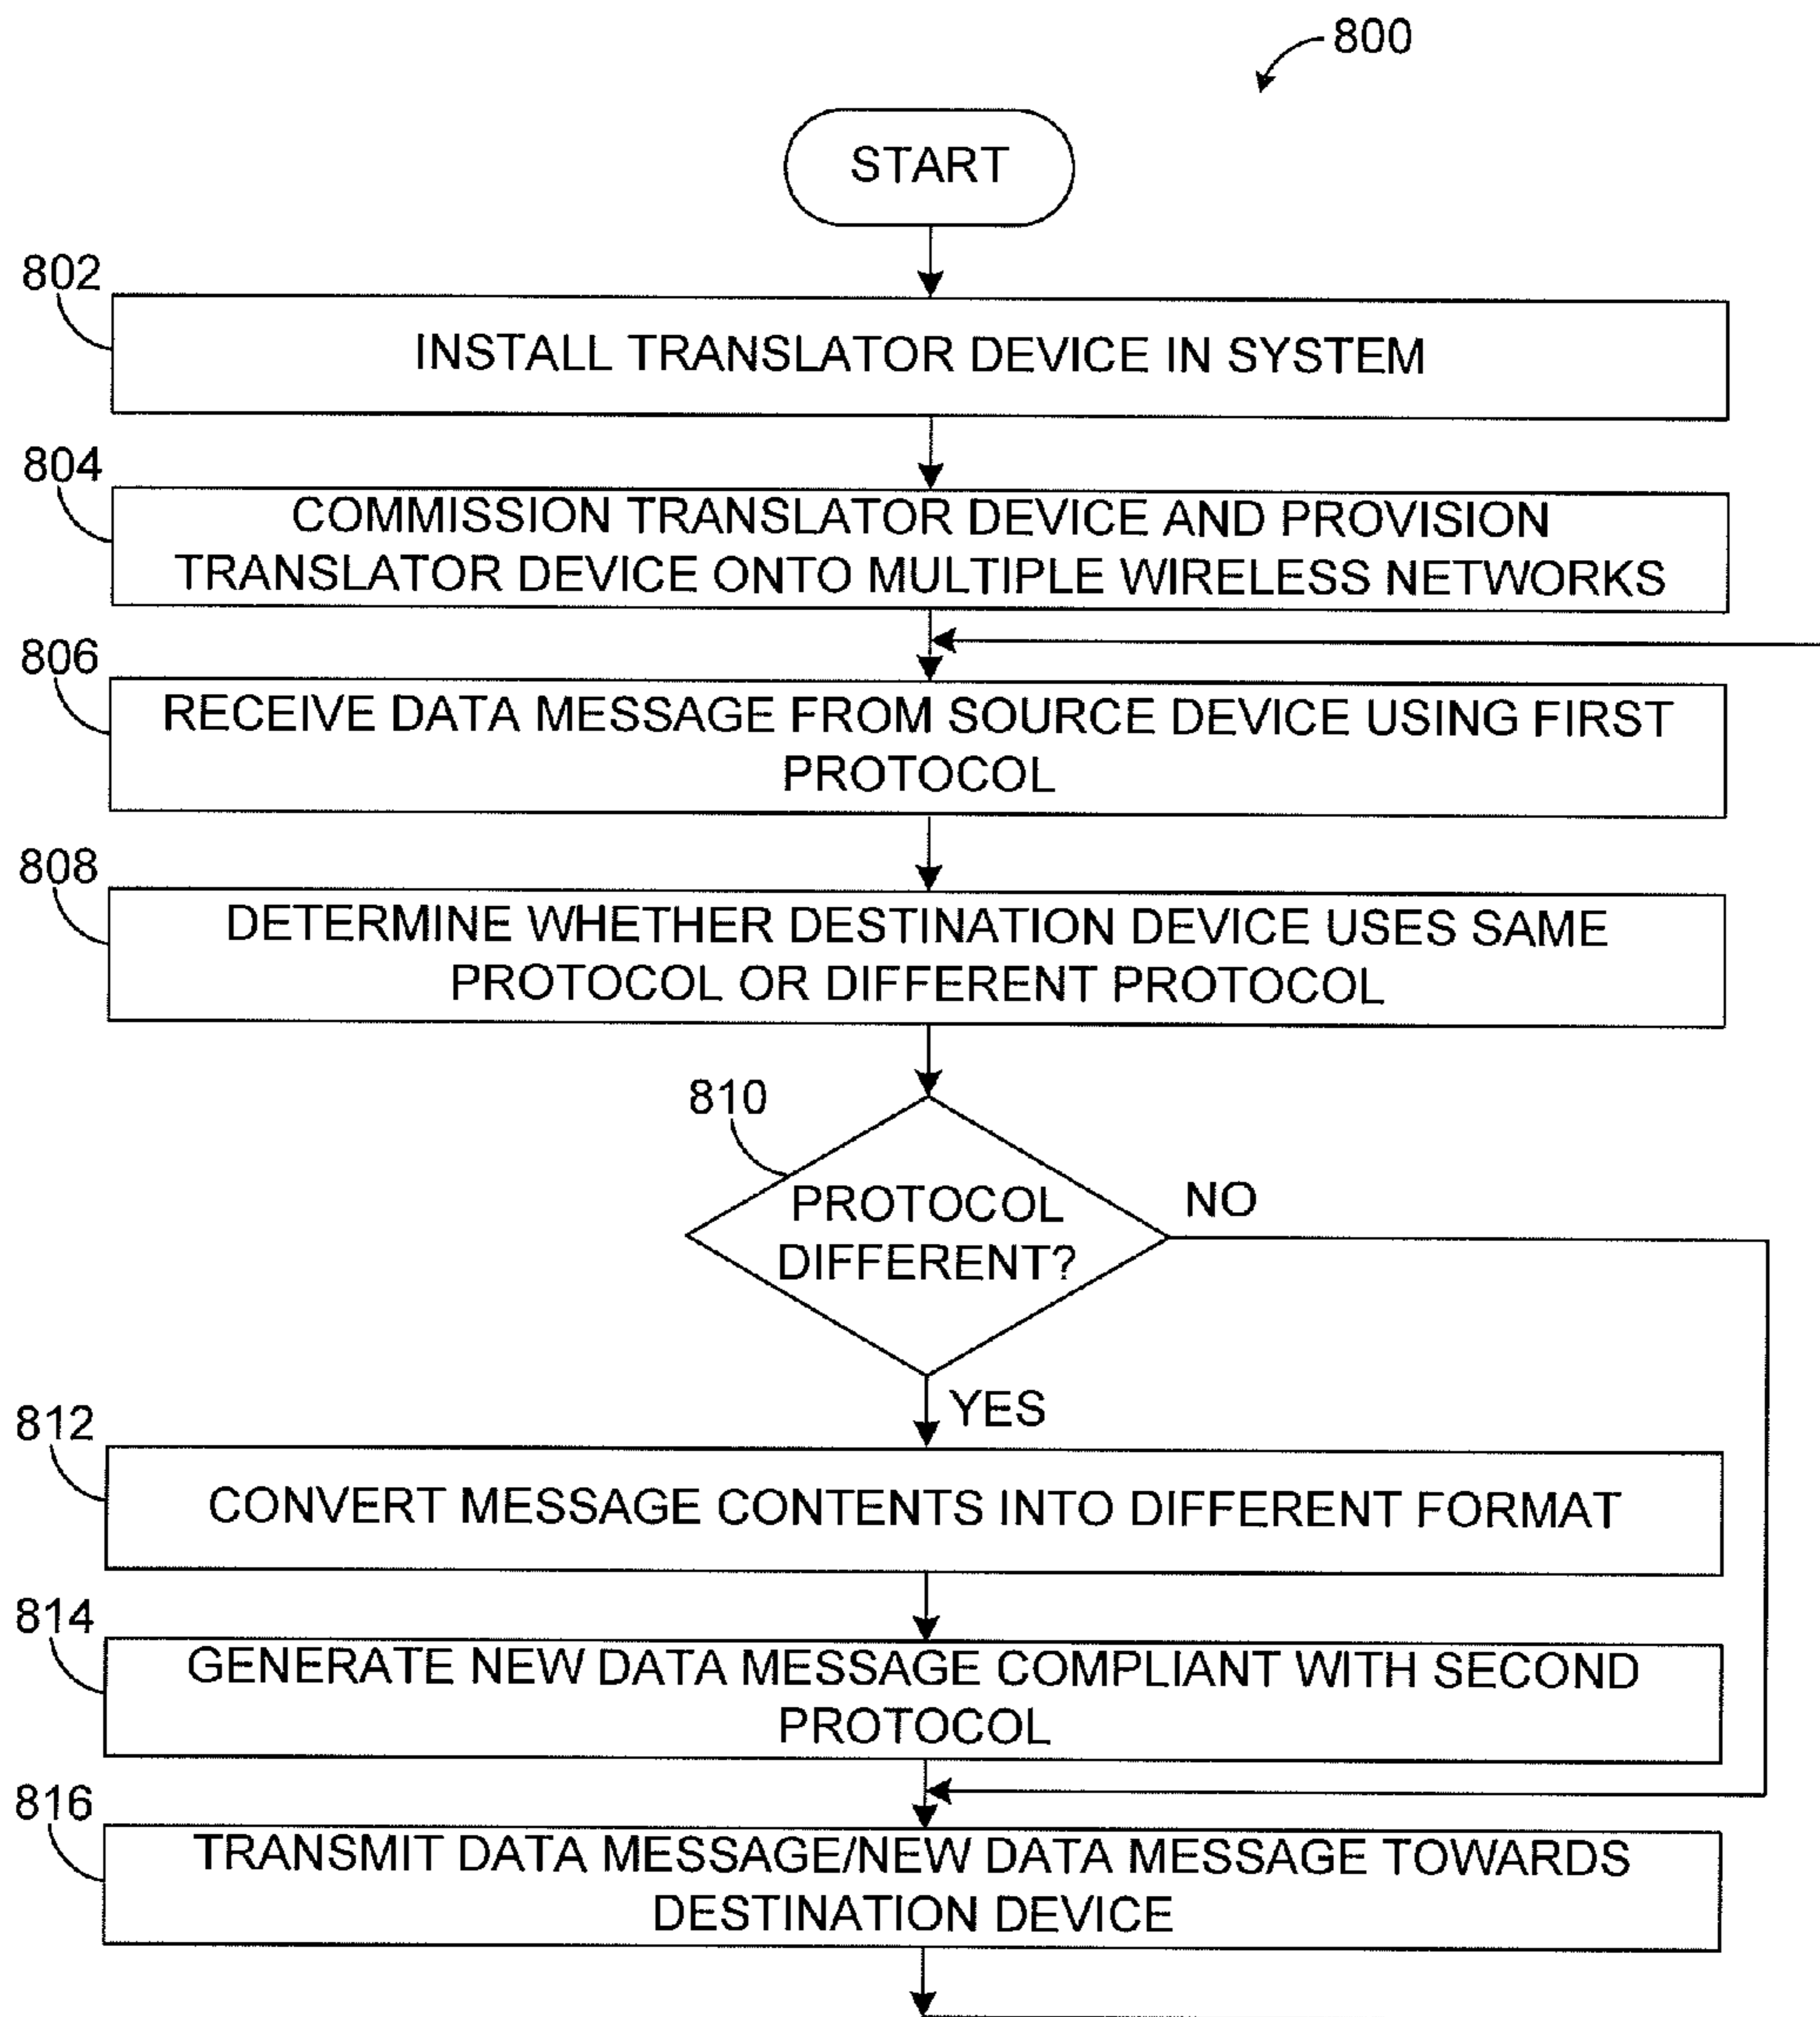 800
START
802
INSTALL TRANSLATOR DEVICE IN SYSTEM
804
COMMISSION TRANSLATOR DEVICE AND PROVISION
TRANSLATOR DEVICE ONTO MULTIPLE WIRELESS NETWORKS
806
RECEIVE DATA MESSAGE FROM SOURCE DEVICE USING FIRST
PROTOCOL
808
DETERMINE WHETHER DESTINATION DEVICE USES SAME
PROTOCOL OR DIFFERENT PROTOCOL
810
PROTOCOL
DIFFERENT?
NO
YES
812
CONVERT MESSAGE CONTENTS INTO DIFFERENT FORMAT
814
GENERATE NEW DATA MESSAGE COMPLIANT WITH SECOND
PROTOCOL
816
TRANSMIT DATA MESSAGE/NEW DATA MESSAGE TOWARDS
DESTINATION DEVICE